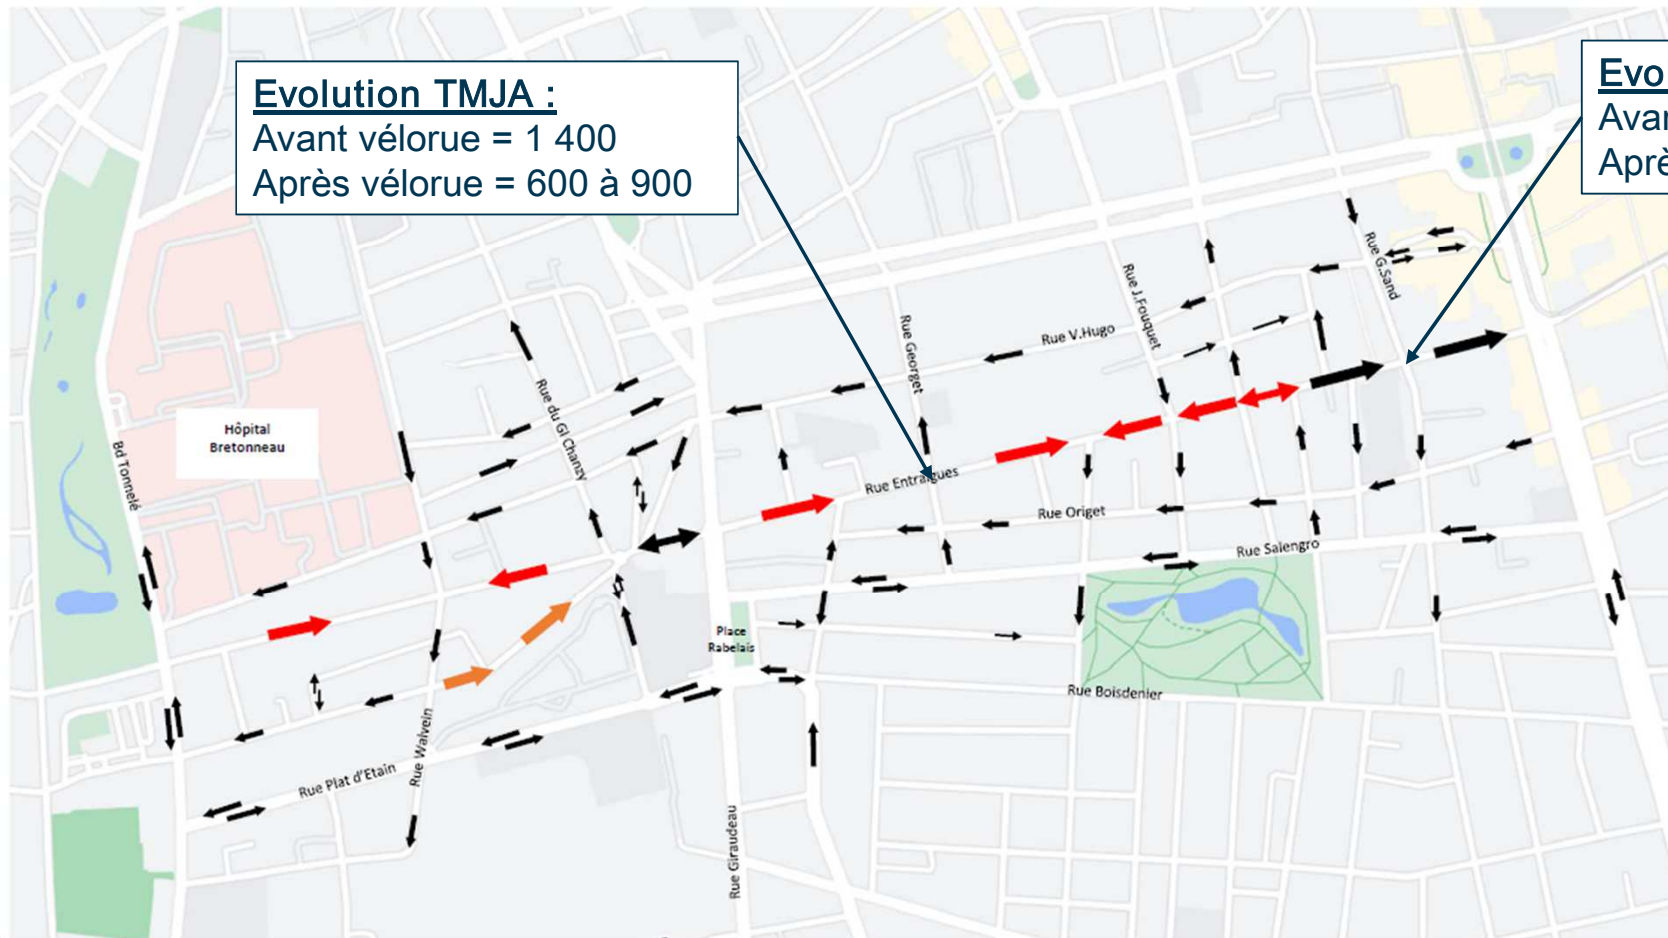 Evolution TMJA :
Avant vélorue = 1 400
Après vélorue = 600 à 900
Evo
Avan
Aprè
Rue G.Sand
Rue J.Fouquet
Rue V.Hugo
Rue Georget
Rue du Gl Chanzy
Hôpital
Bretonneau
Bd Tonnelé
Rue Entraigues
Rue Origet
Rue Salengro
Place
Rabelais
Rue Boisdenier
Rue Walvein
Rue Plat d'Etain
Rue Giraudeau